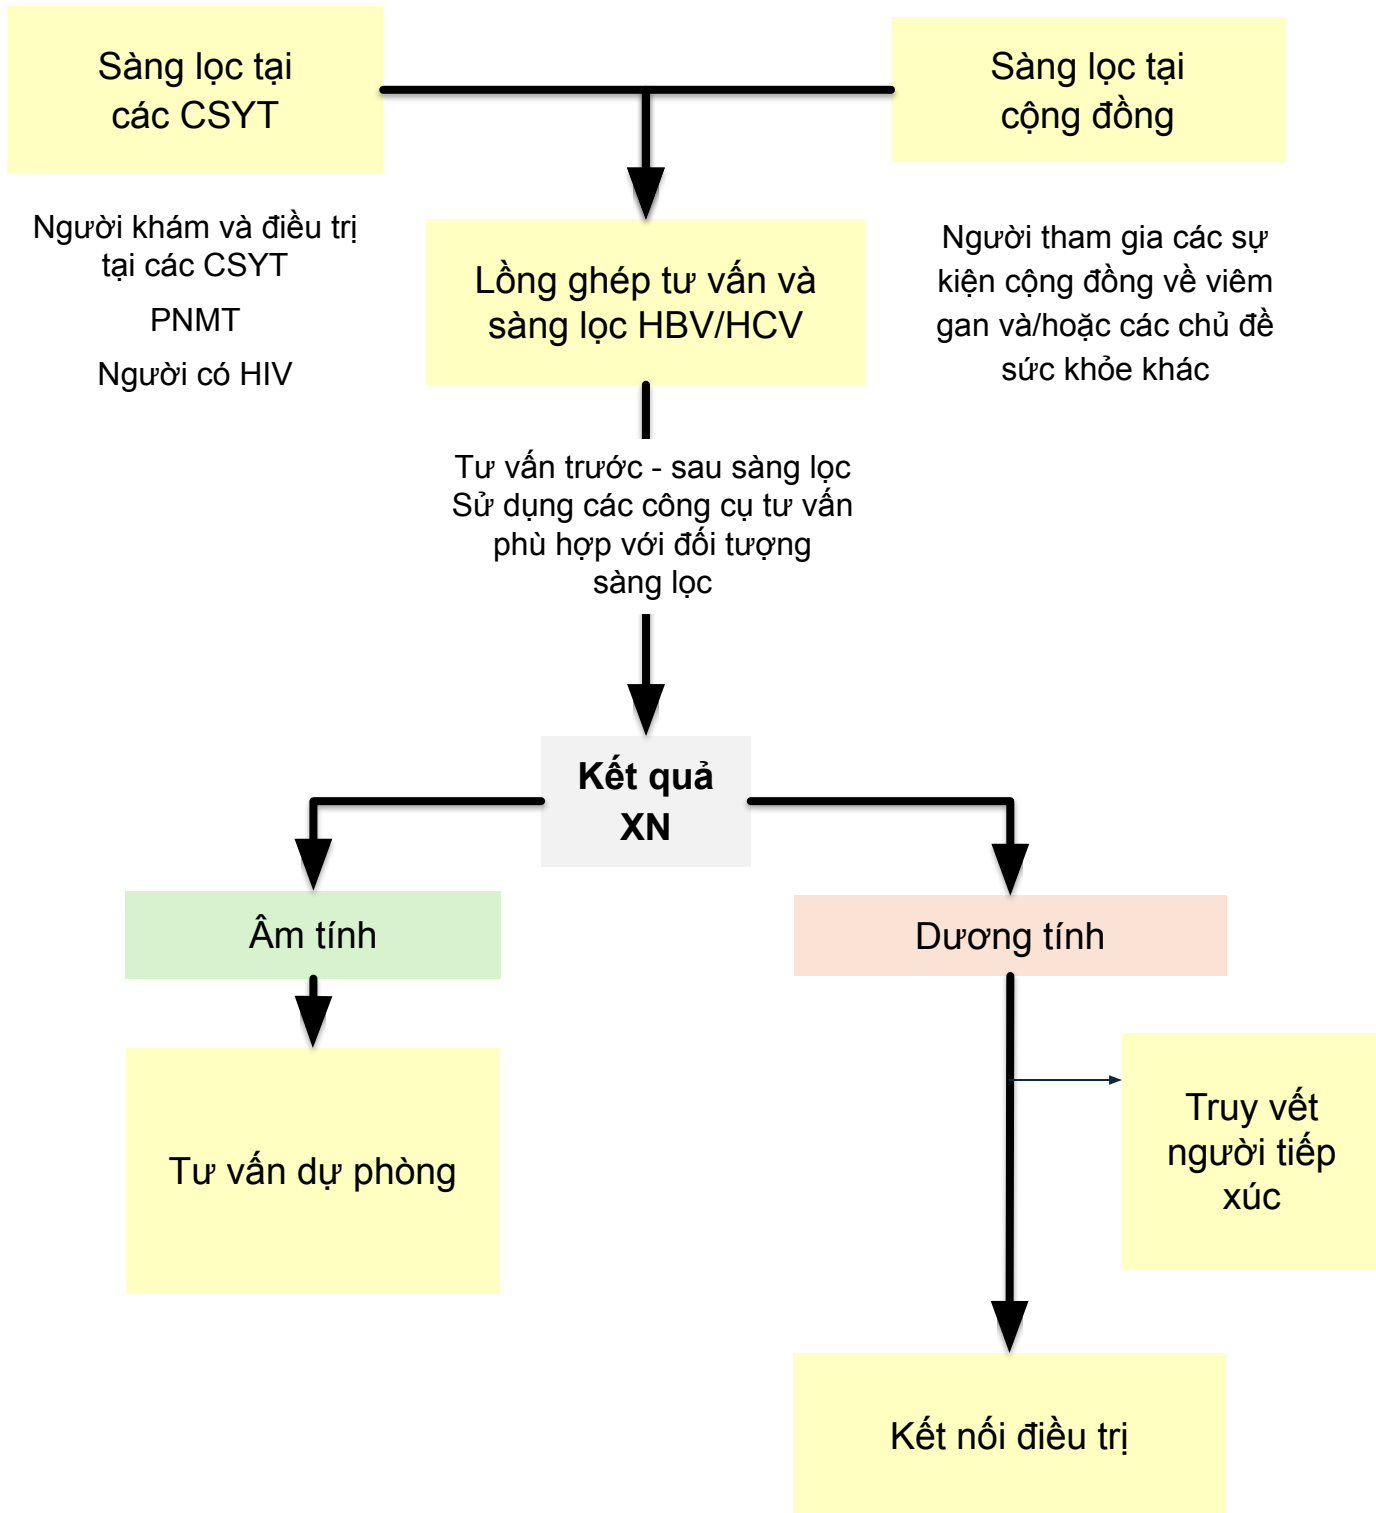 Sàng lọc tại
các CSYT
Sàng lọc tại
cộng đồng
Người khám và điều trị
tại các CSYT
PNMT
Người có HIV
Lồng ghép tư vấn và
sàng lọc HBV/HCV
Người tham gia các sự
kiện cộng đồng về viêm
gan và/hoặc các chủ đề
sức khỏe khác
Tư vấn trước - sau sàng lọc
Sử dụng các công cụ tư vấn
phù hợp với đối tượng
sàng lọc
Kết quả
XN
Âm tính
Dương tính
Tư vấn dự phòng
Truy vết
người tiếp
xúc
Kết nối điều trị